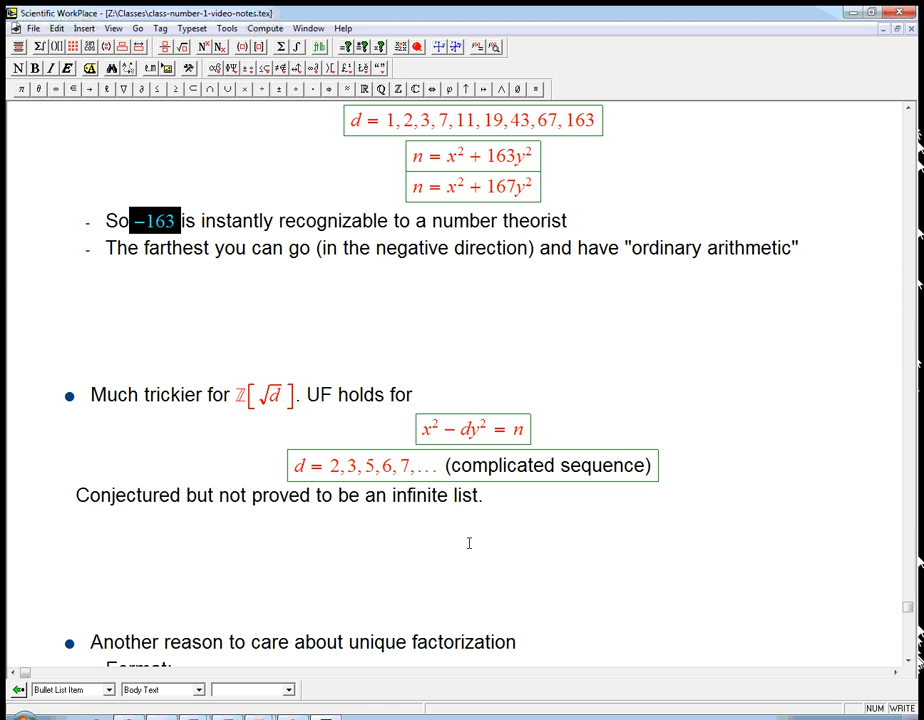 Scientific WorkPlace - [Z:\Classes\class-number-1-video-notes.tex]
File Edit Insert View Go Tag Typeset Tools Compute Window Help
d = 1, 2, 3, 7, 11, 19, 43, 67, 163
n = x² + 163y²
n = x² + 167y²
- So −163 is instantly recognizable to a number theorist
- The farthest you can go (in the negative direction) and have "ordinary arithmetic"
● Much trickier for ℤ[√d]. UF holds for
x² − dy² = n
d = 2, 3, 5, 6, 7, … (complicated sequence)
Conjectured but not proved to be an infinite list.
● Another reason to care about unique factorization
Format:
Bullet List Item Body Text
NUM WRITE